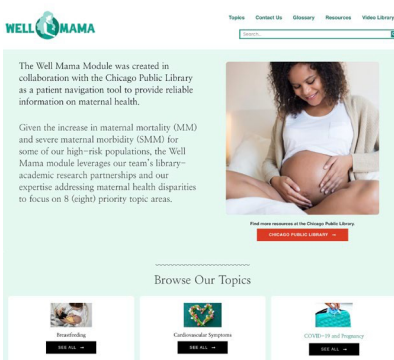 WELL MAMA
Topics Contact Us Glossary Resources Video Library
Search...
The Well Mama Module was created in
collaboration with the Chicago Public Library
as a patient navigation tool to provide reliable
information on maternal health.
Given the increase in maternal mortality (MM)
and severe maternal morbidity (SMM) for
some of our high-risk populations, the Well
Mama module leverages our team's library-
academic research partnerships and our
expertise addressing maternal health disparities
to focus on 8 (eight) priority topic areas.
Find more resources at the Chicago Public Library.
CHICAGO PUBLIC LIBRARY →
Browse Our Topics
Breastfeeding Cardiovascular Symptoms COVID-19 and Pregnancy
SEE ALL → SEE ALL → SEE ALL →